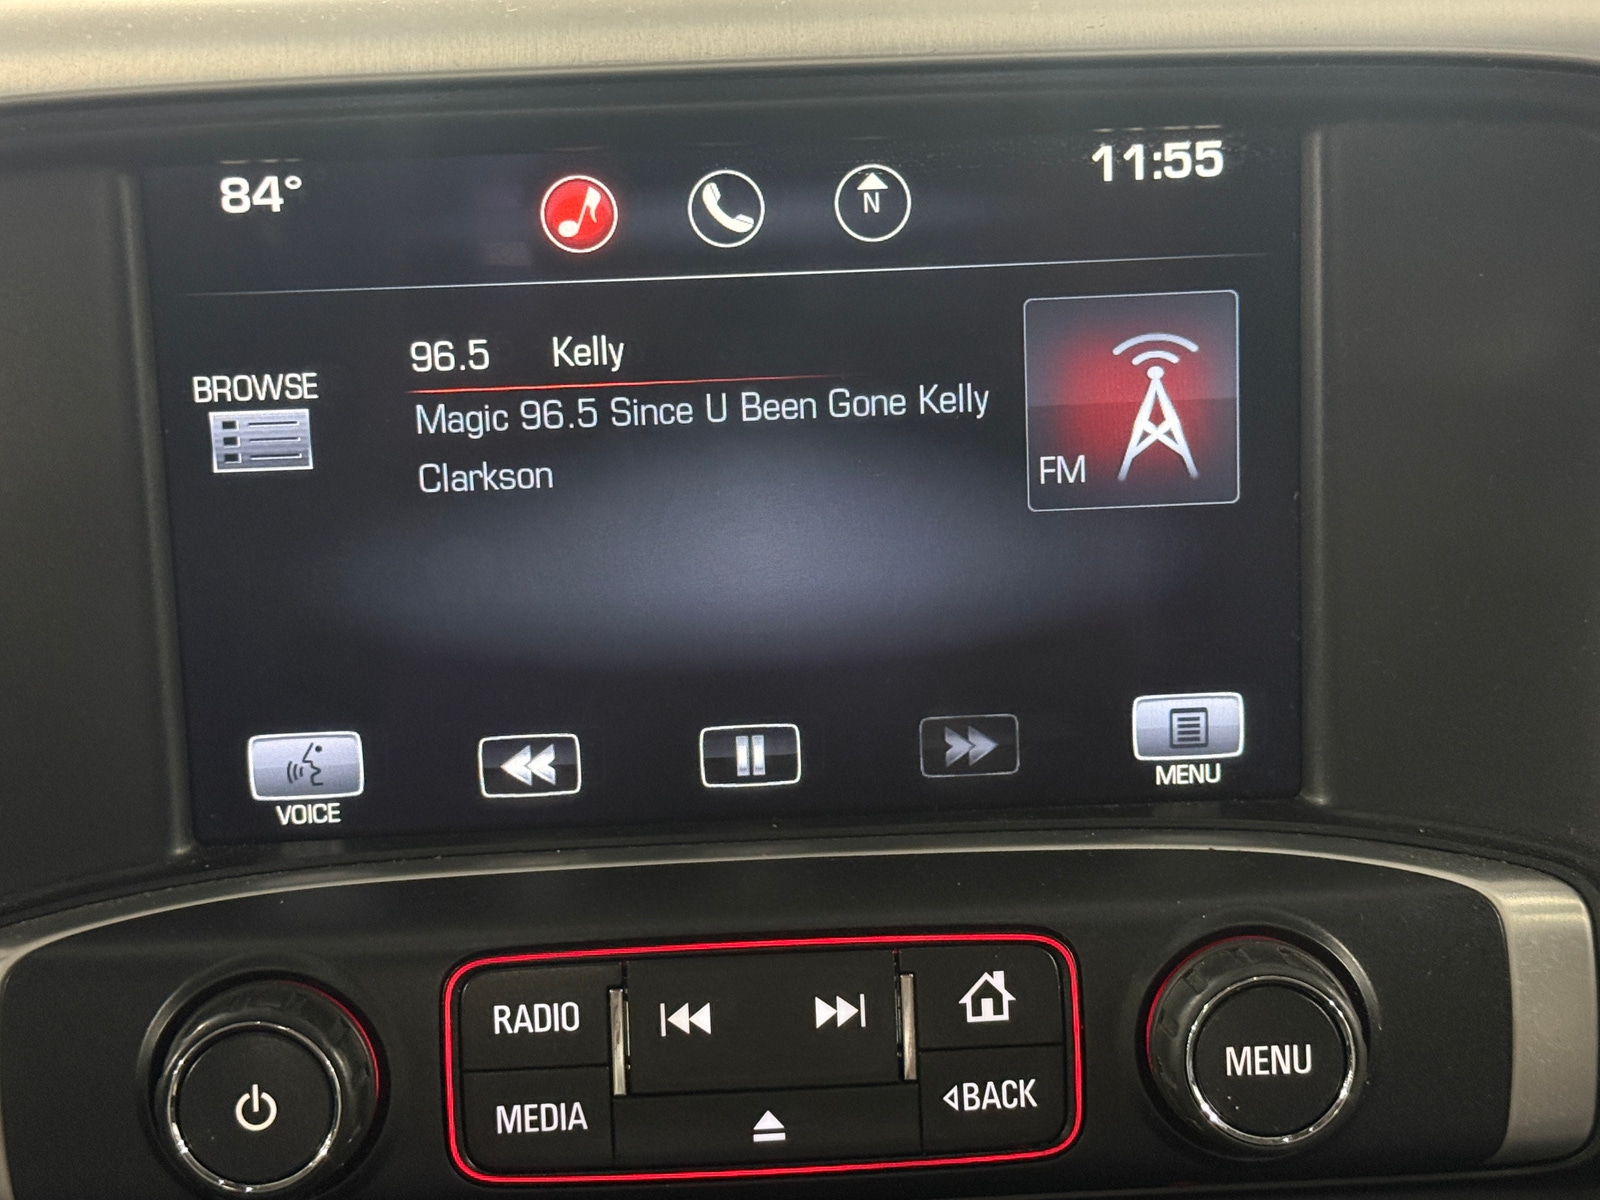 84°
N
11:55
96.5 Kelly
BROWSE
Magic 96.5 Since U Been Gone Kelly
Clarkson
FM
VOICE
MENU
RADIO
MEDIA
◃BACK
MENU